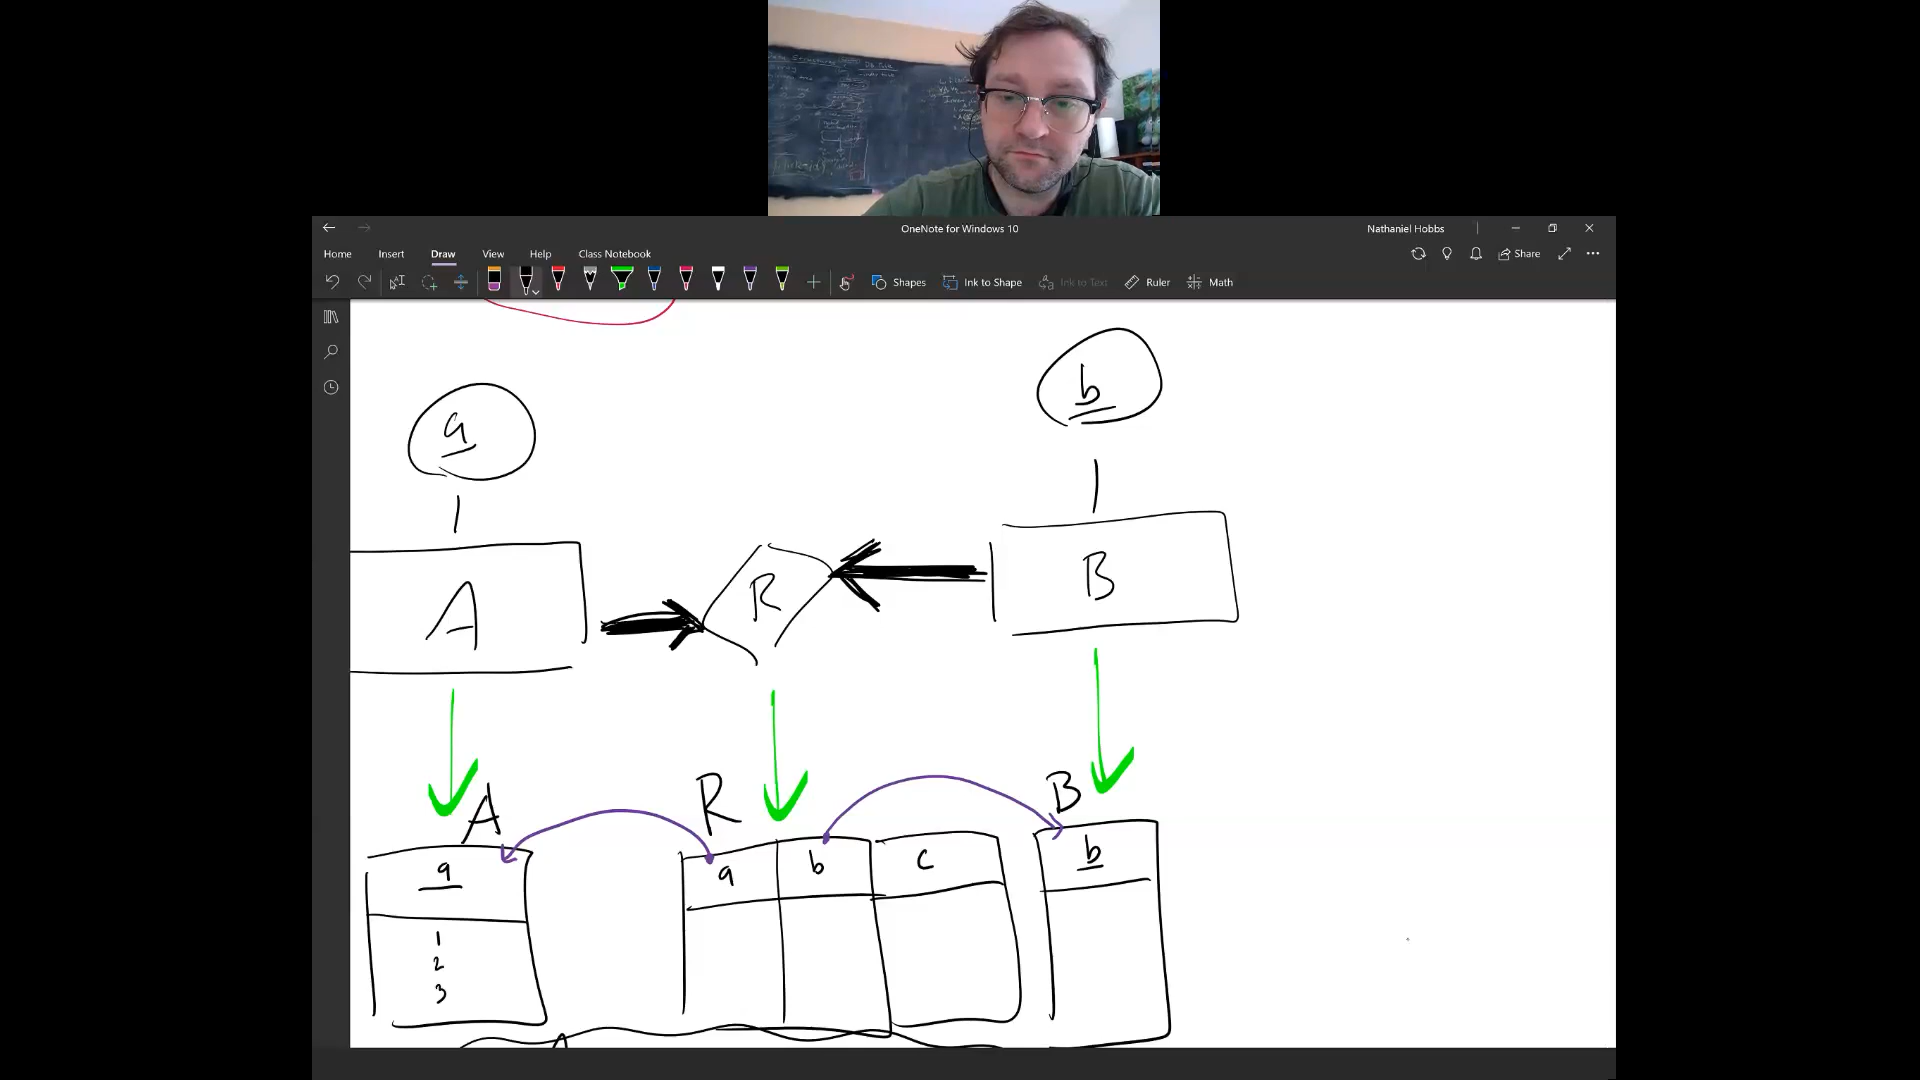 OneNote for Windows 10
Nathaniel Hobbs
Home Insert Draw View Help Class Notebook
Share
Shapes Ink to Shape Ink to Text Ruler Math
a
b
A
R
B
A
R
B
a
a b c
b
1
2
3